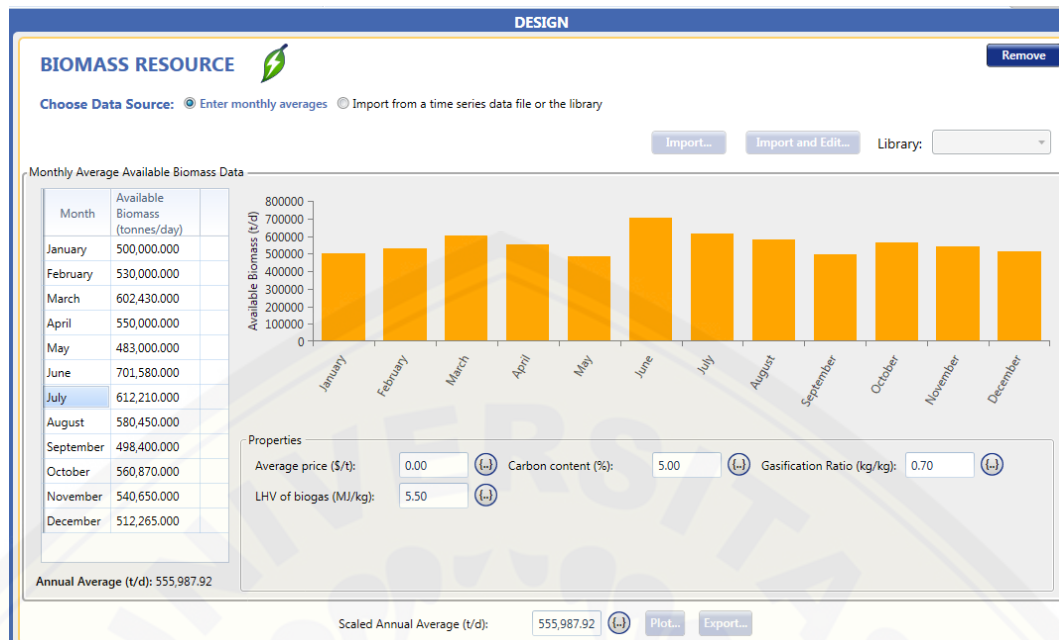 DESIGN
BIOMASS RESOURCE
Remove
Choose Data Source: Enter monthly averages Import from a time series data file or the library
Import... Import and Edit... Library:
Monthly Average Available Biomass Data
Month Available Biomass (tonnes/day)
January 500,000.000
February 530,000.000
March 602,430.000
April 550,000.000
May 483,000.000
June 701,580.000
July 612,210.000
August 580,450.000
September 498,400.000
October 560,870.000
November 540,650.000
December 512,265.000
Annual Average (t/d): 555,987.92
Available Biomass (t/d)
800000
700000
600000
500000
400000
300000
200000
100000
0
January February March April May June July August September October November December
Properties
Average price ($/t): 0.00 {..} Carbon content (%): 5.00 {..} Gasification Ratio (kg/kg): 0.70 {..}
LHV of biogas (MJ/kg): 5.50 {..}
Scaled Annual Average (t/d): 555,987.92 {..} Plot... Export...
UNIVERSITA